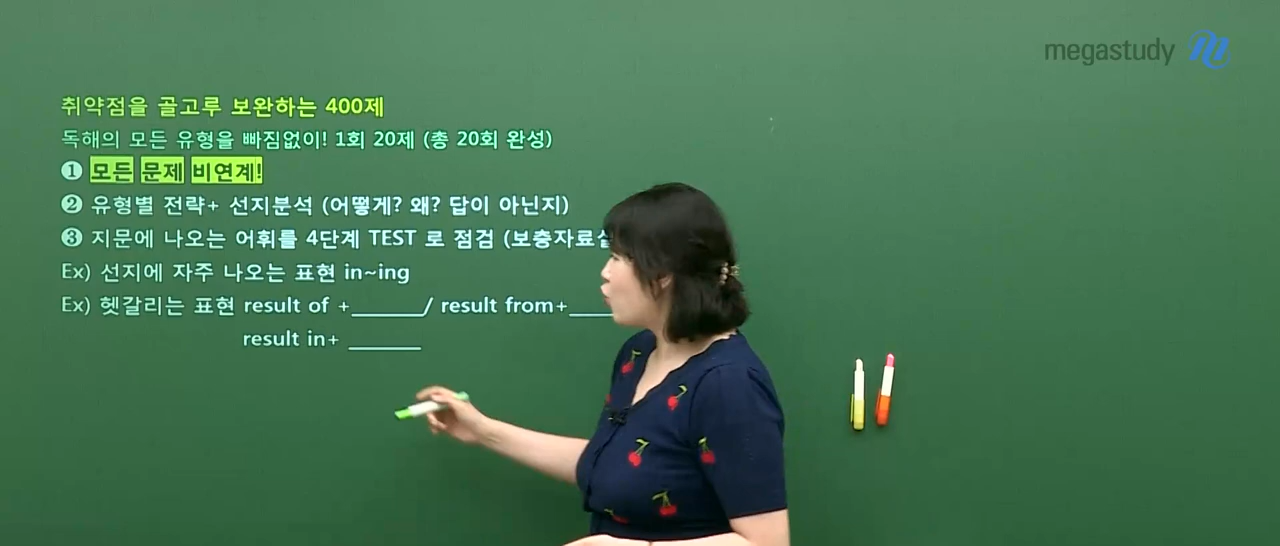 megastudy
취약점을 골고루 보완하는 400제
독해의 모든 유형을 빠짐없이! 1회 20제 (총 20회 완성)
❶ 모든 문제 비연계!
❷ 유형별 전략+ 선지분석 (어떻게? 왜? 답이 아닌지)
❸ 지문에 나오는 어휘를 4단계 TEST 로 점검 (보충자료실
Ex) 선지에 자주 나오는 표현 in~ing
Ex) 헷갈리는 표현 result of +______/ result from+____
result in+ ______